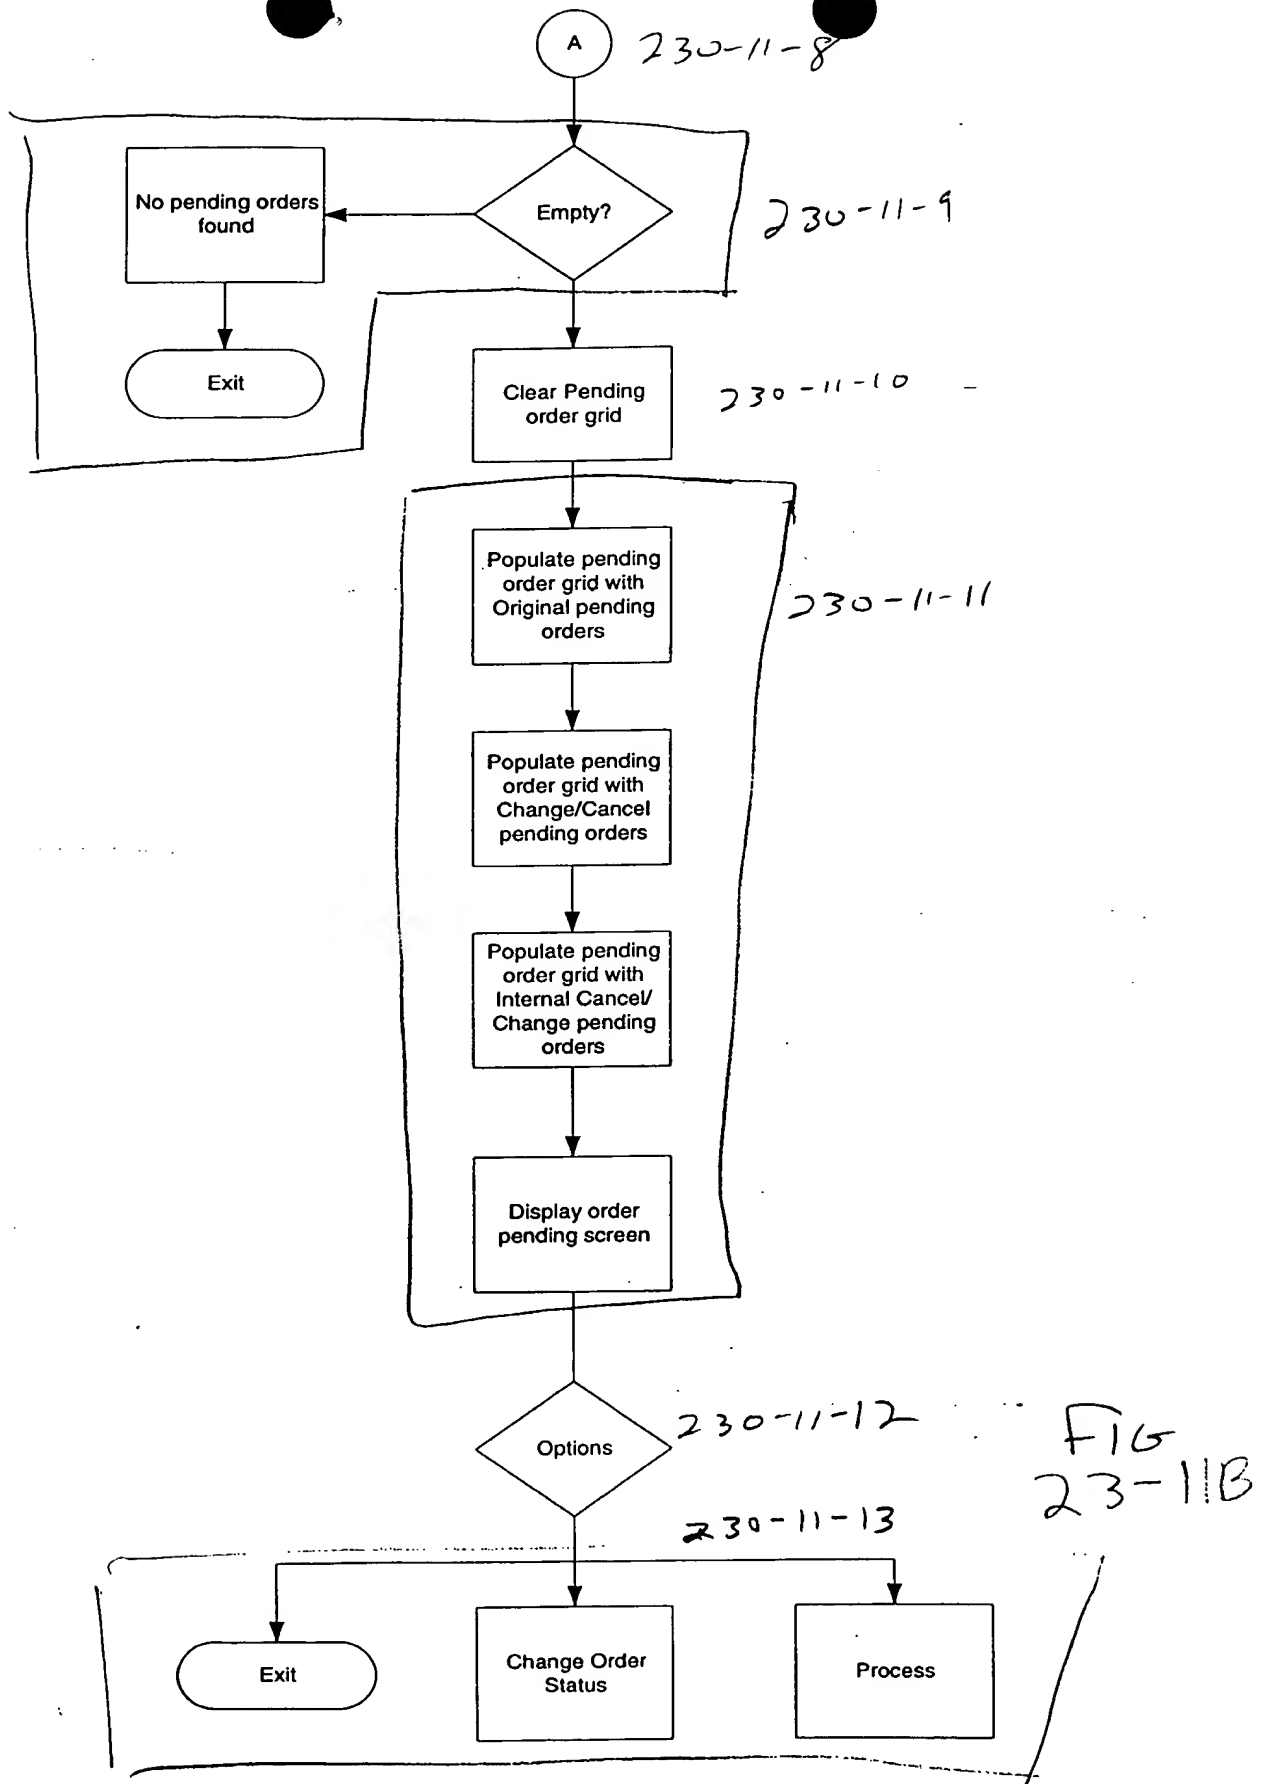 A
230-11-8
No pending orders
found
Empty?
230-11-9
Exit
Clear Pending
order grid
230-11-10
Populate pending
order grid with
Original pending
orders
230-11-11
Populate pending
order grid with
Change/Cancel
pending orders
Populate pending
order grid with
Internal Cancel/
Change pending
orders
Display order
pending screen
Options
230-11-12
FIG
23-11B
230-11-13
Exit
Change Order
Status
Process